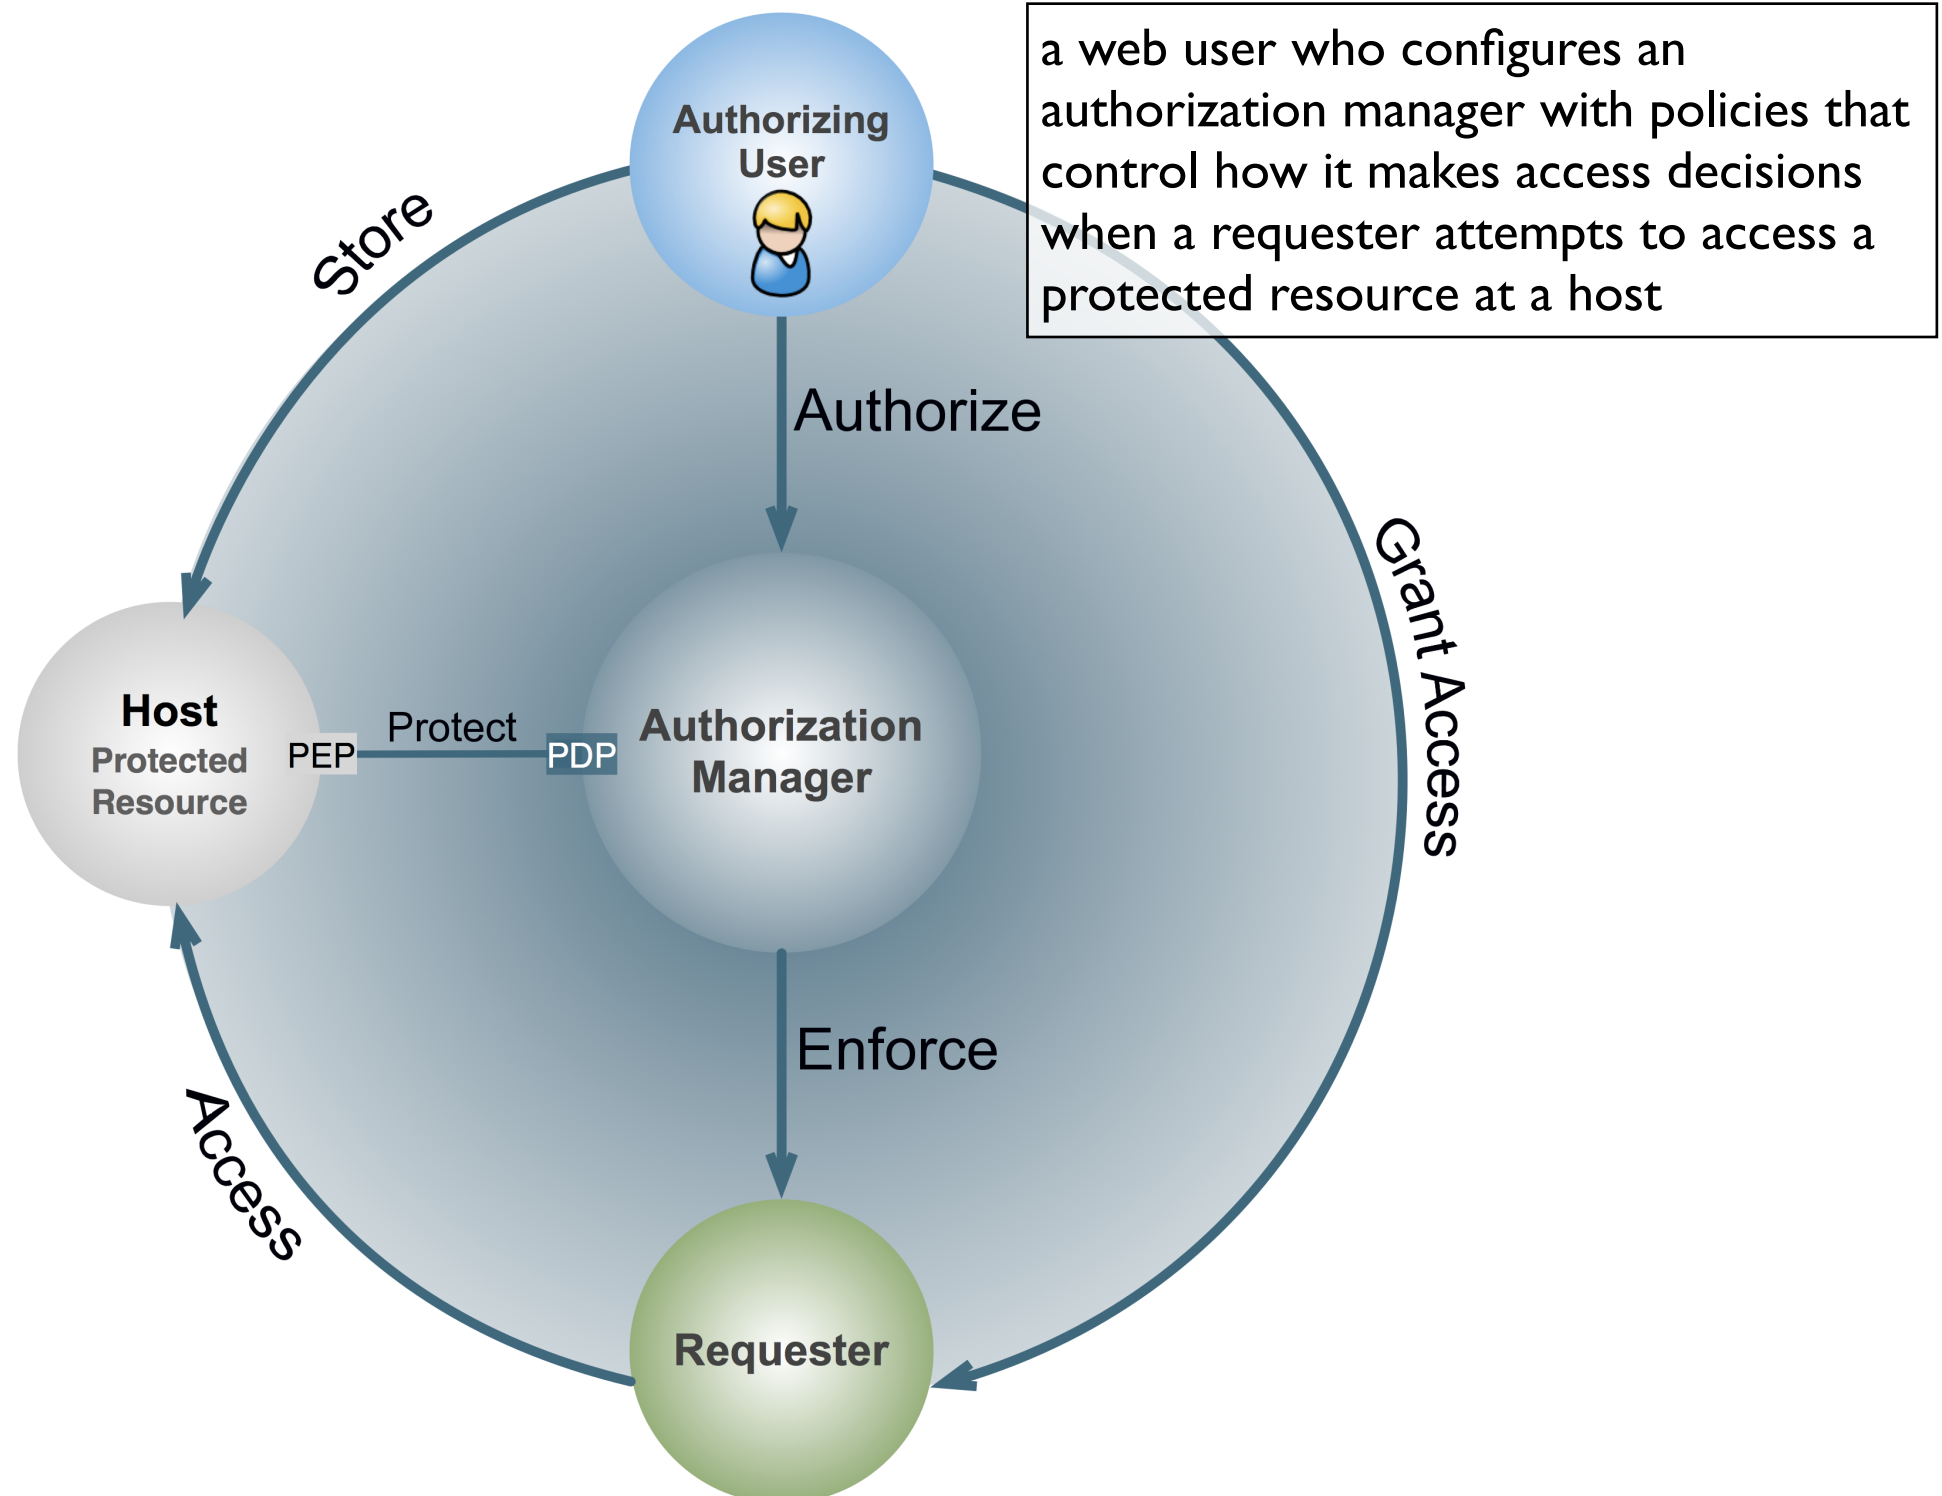 Authorizing
User
a web user who configures an
authorization manager with policies that
control how it makes access decisions
when a requester attempts to access a
protected resource at a host
Store
Authorize
Grant Access
Host
Protected
Resource
PEP
Protect
PDP
Authorization
Manager
Enforce
Access
Requester